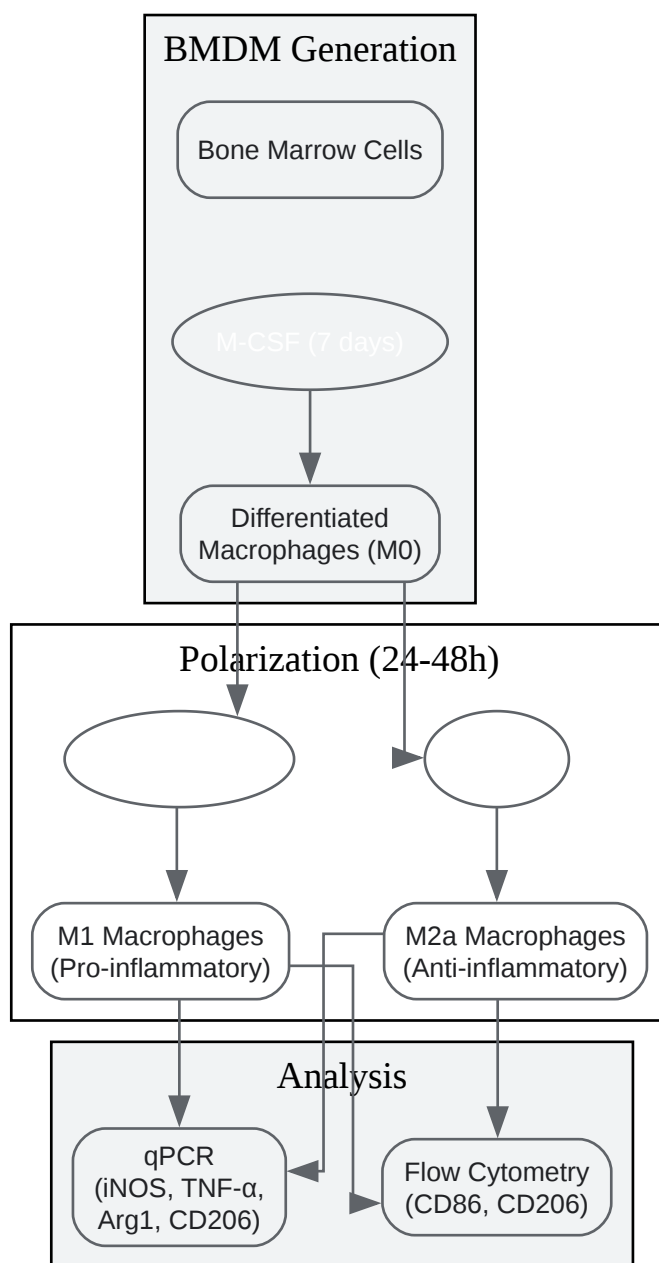 BMDM Generation
Bone Marrow Cells
M-CSF (7 days)
Differentiated
Macrophages (M0)
Polarization (24-48h)
M1 Macrophages
(Pro-inflammatory)
M2a Macrophages
(Anti-inflammatory)
Analysis
qPCR
(iNOS, TNF-α,
Arg1, CD206)
Flow Cytometry
(CD86, CD206)